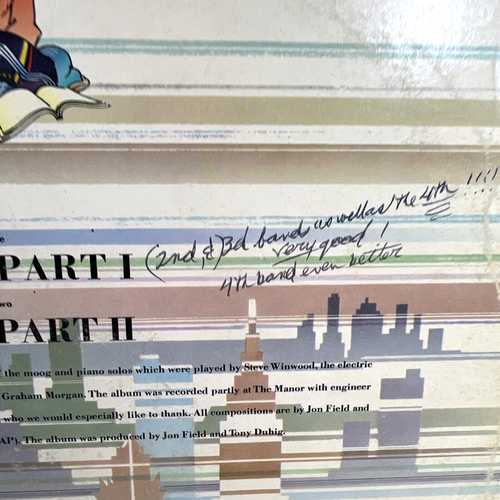 e
PART I (2nd & 3d band as well as the 4th !!!!
very good !
4th band even better
wo
PART II
the moog and piano solos which were played by Steve Winwood, the electric
Graham Morgan. The album was recorded partly at The Manor with engineer
who we would especially like to thank. All compositions are by Jon Field and
AP). The album was produced by Jon Field and Tony Duhig.